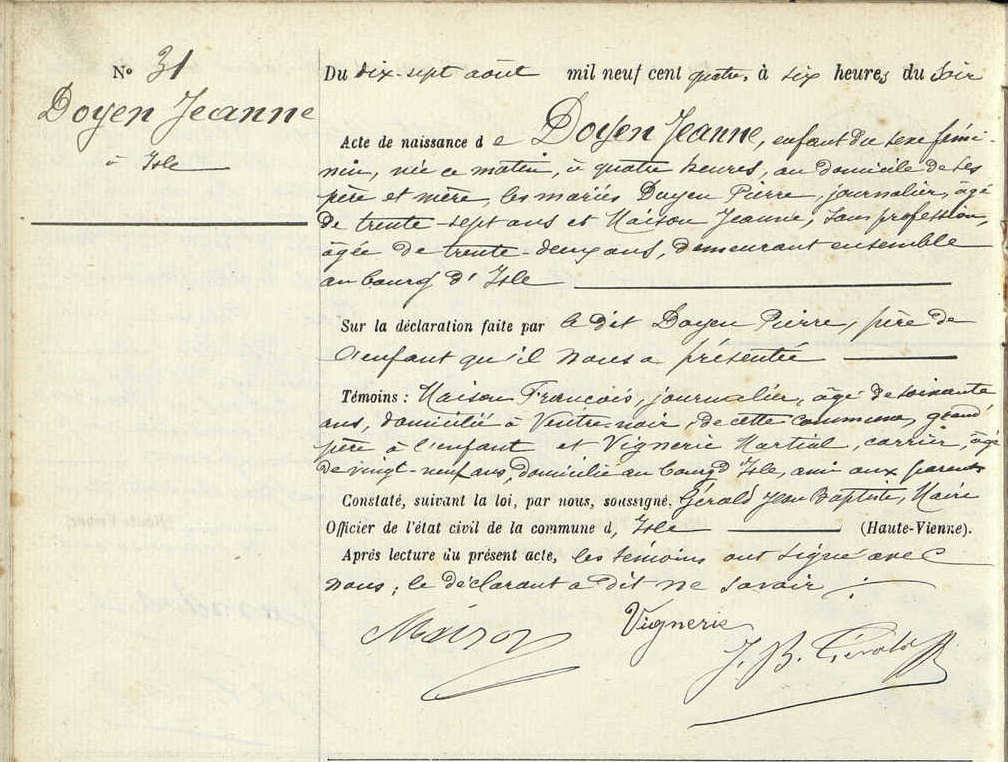 N° 31
Doyen Jeanne
à Isle
Du dix-sept août mil neuf cent quatre, à six heures du soir
Acte de naissance de Doyen Jeanne, enfant du sexe fémi-
nin, née ce matin, à quatre heures, au domicile de ses
père et mère, les mariés Doyen Pierre, journalier, âgé
de trente-sept ans et Maison Jeanne, sans profession,
âgée de trente-deux ans, demeurant ensemble
au bourg d'Isle
Sur la déclaration faite par le dit Doyen Pierre, père de
l'enfant qu'il nous a présentée
Témoins : Maison François, journalier, âgé de soixante
ans, domicilié à Ventre-noir, de cette commune, grand
père à l'enfant et Vignerie Martial, carrier, âgé
de vingt-neuf ans, domicilié au bourg d'Isle, ami aux parents
Constaté, suivant la loi, par nous, soussigné, Gérald Jean Baptiste, Maire
Officier de l'état civil de la commune d, Isle (Haute-Vienne).
Après lecture du présent acte, les témoins ont signé avec
nous ; le déclarant a dit ne savoir
Maison Vignerie
J. B. Gérald